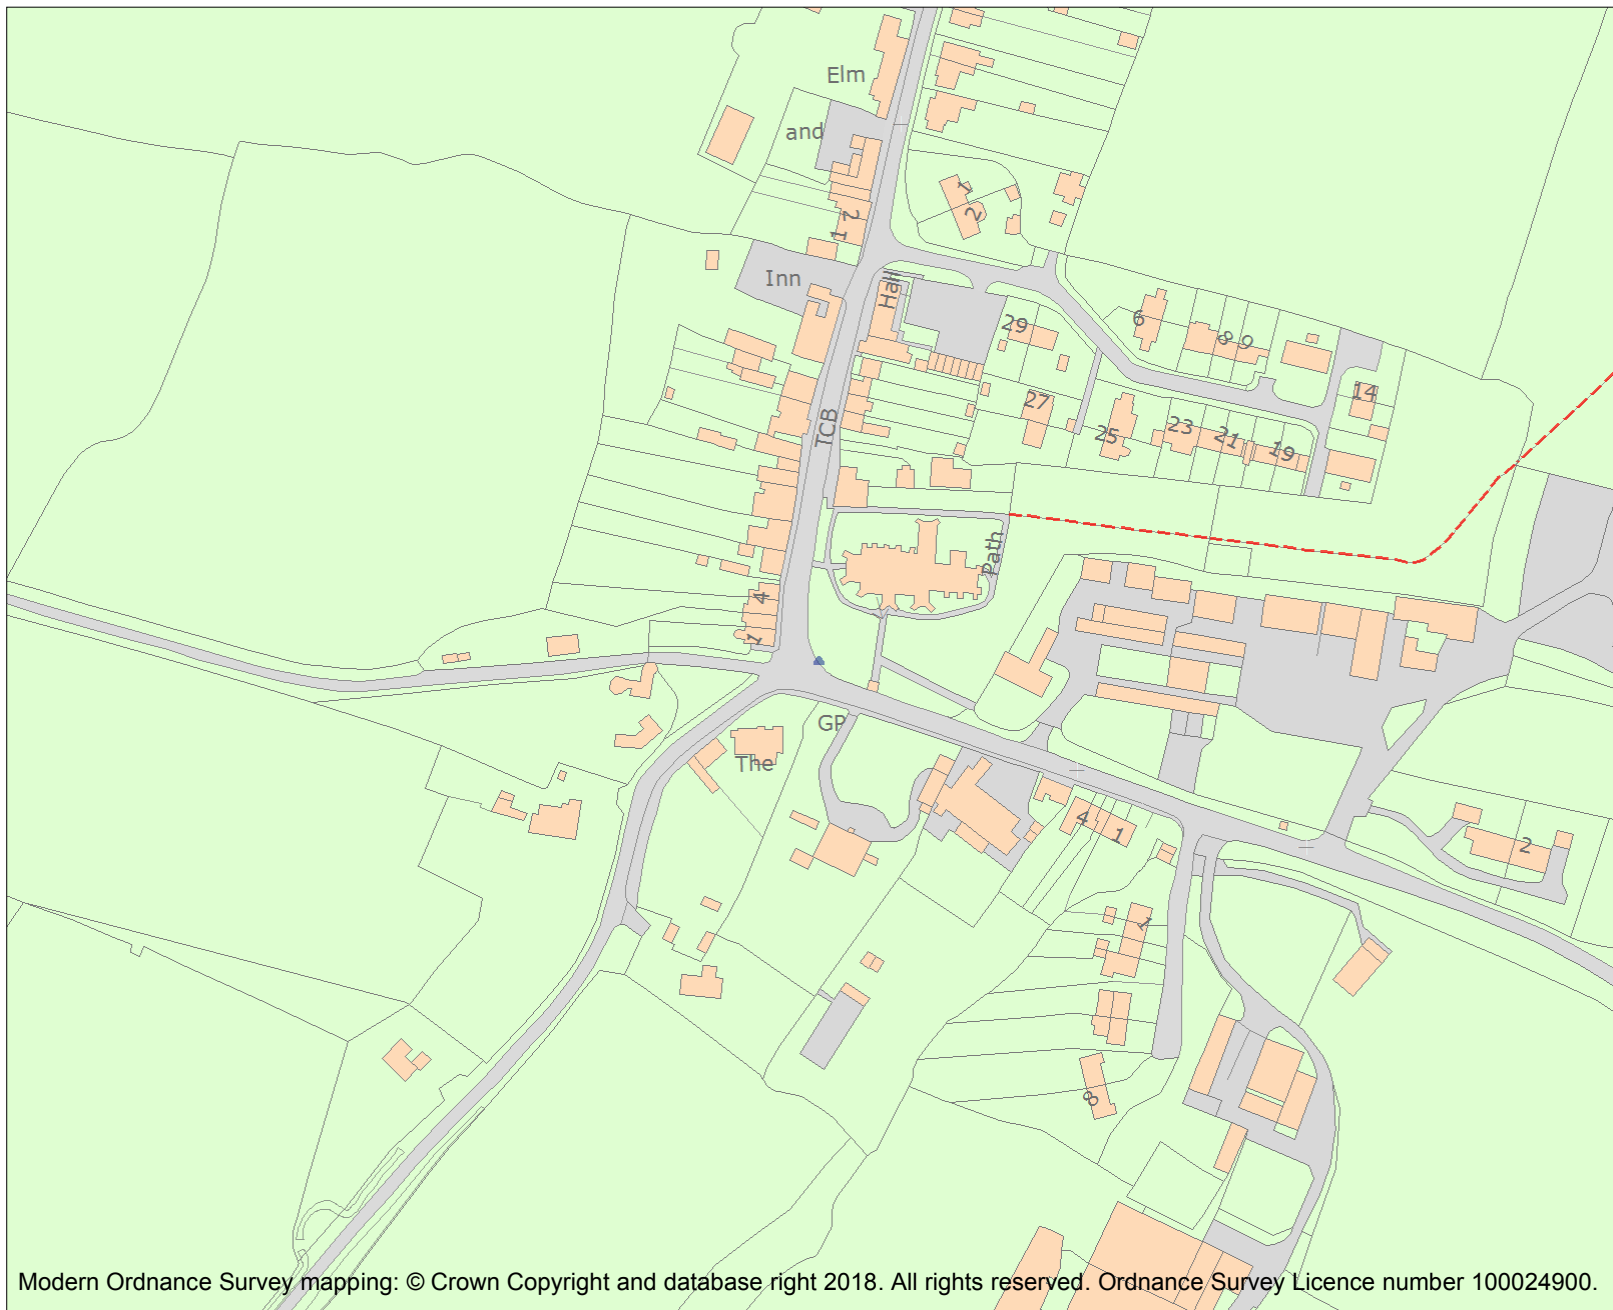 Elm
and
1
2
2
1
Inn
Hall
29
6
8
9
14
27
TCB
25
23
21
19
Path
4
1
GP
The
4
1
2
1
8
Modern Ordnance Survey mapping: © Crown Copyright and database right 2018. All rights reserved. Ordnance Survey Licence number 100024900.